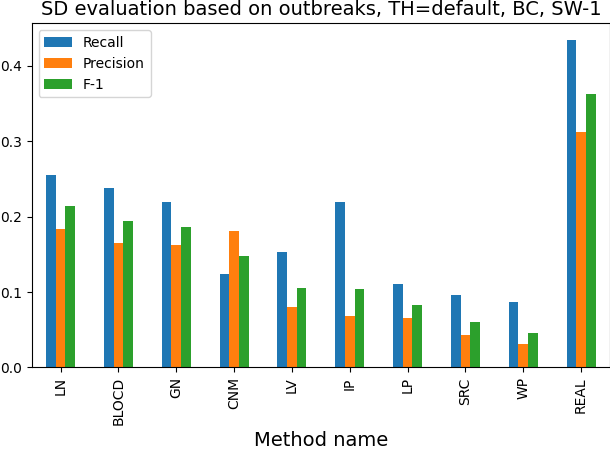 SD evaluation based on outbreaks, TH=default, BC, SW-1
Recall
Precision
F-1
0.4
0.3
0.2
0.1
0.0
LN
BLOCD
GN
CNM
LV
IP
LP
SRC
WP
REAL
Method name